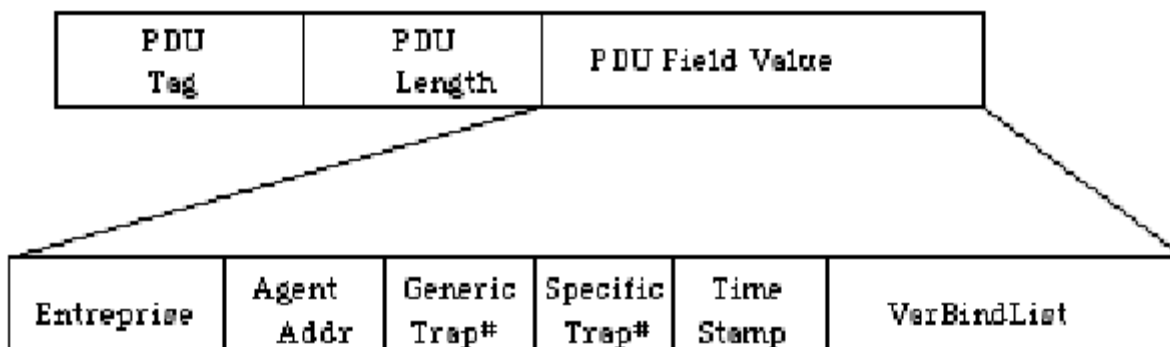 PDU
Tag
PDU
Length
PDU Field Value
Entreprise
Agent
Addr
Generic
Trap#
Specific
Trap#
Time
Stamp
VarBindList